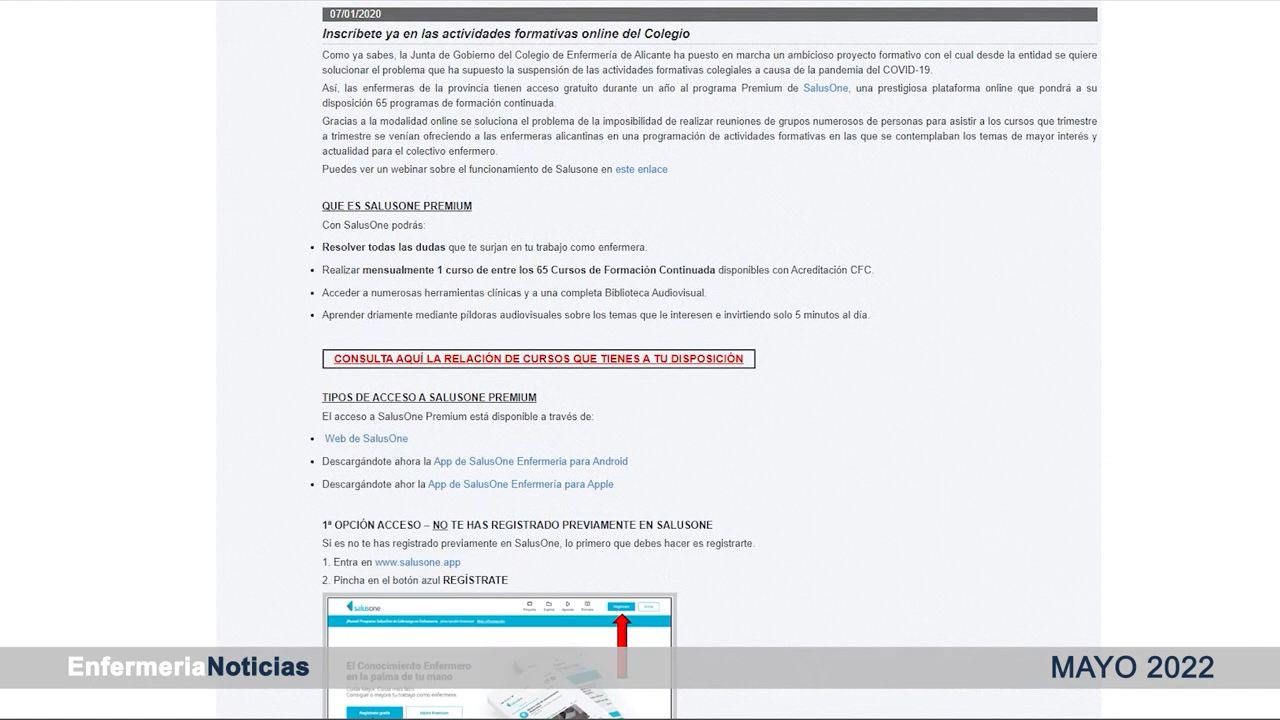 07/01/2020
Inscríbete ya en las actividades formativas online del Colegio
Como ya sabes, la Junta de Gobierno del Colegio de Enfermería de Alicante ha puesto en marcha un ambicioso proyecto formativo con el cual desde la entidad se quiere
solucionar el problema que ha supuesto la suspensión de las actividades formativas colegiales a causa de la pandemia del COVID-19.
Así, las enfermeras de la provincia tienen acceso gratuito durante un año al programa Premium de SalusOne, una prestigiosa plataforma online que pondrá a su
disposición 65 programas de formación continuada.
Gracias a la modalidad online se soluciona el problema de la imposibilidad de realizar reuniones de grupos numerosos de personas para asistir a los cursos que trimestre
a trimestre se venían ofreciendo a las enfermeras alicantinas en una programación de actividades formativas en las que se contemplaban los temas de mayor interés y
actualidad para el colectivo enfermero.
Puedes ver un webinar sobre el funcionamiento de Salusone en este enlace
QUE ES SALUSONE PREMIUM
Con SalusOne podrás:
• Resolver todas las dudas que te surjan en tu trabajo como enfermera.
• Realizar mensualmente 1 curso de entre los 65 Cursos de Formación Continuada disponibles con Acreditación CFC.
• Acceder a numerosas herramientas clínicas y a una completa Biblioteca Audiovisual.
• Aprender driamente mediante píldoras audiovisuales sobre los temas que le interesen e invirtiendo solo 5 minutos al día.
CONSULTA AQUÍ LA RELACIÓN DE CURSOS QUE TIENES A TU DISPOSICIÓN
TIPOS DE ACCESO A SALUSONE PREMIUM
El acceso a SalusOne Premium está disponible a través de:
• Web de SalusOne
• Descargándote ahora la App de SalusOne Enfermería para Android
• Descargándote ahor la App de SalusOne Enfermería para Apple
1ª OPCIÓN ACCESO – NO TE HAS REGISTRADO PREVIAMENTE EN SALUSONE
Si es no te has registrado previamente en SalusOne, lo primero que debes hacer es registrarte.
1. Entra en www.salusone.app
2. Pincha en el botón azul REGÍSTRATE
salusone
El Conocimiento Enfermero
en la palma de tu mano
Consigue o mejora tu trabajo como enfermero.
EnfermeriaNoticias
MAYO 2022